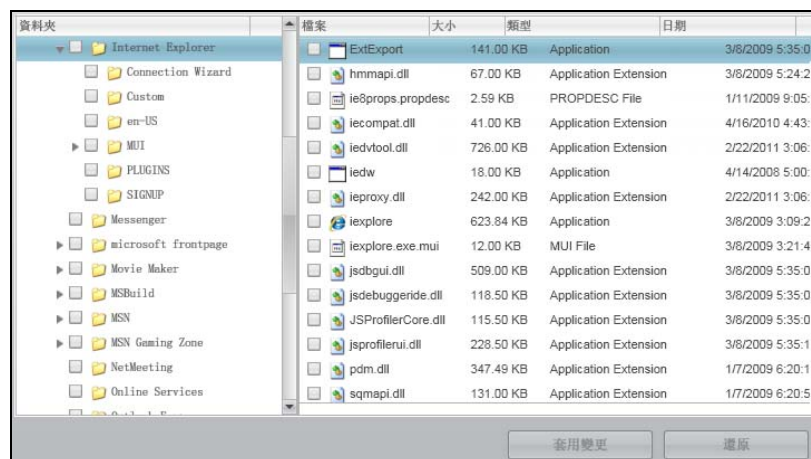 資料夾
Internet Explorer
Connection Wizard
Custom
en-US
MUI
PLUGINS
SIGNUP
Messenger
microsoft frontpage
Movie Maker
MSBuild
MSN
MSN Gaming Zone
NetMeeting
Online Services
檔案 大小 類型 日期
ExtExport 141.00 KB Application 3/8/2009 5:35:0
hmmapi.dll 67.00 KB Application Extension 3/8/2009 5:24:2
ie8props.propdesc 2.59 KB PROPDESC File 1/11/2009 9:05:
iecompat.dll 41.00 KB Application Extension 4/16/2010 4:43:
iedvtool.dll 726.00 KB Application Extension 2/22/2011 3:06:
iedw 18.00 KB Application 4/14/2008 5:00:
ieproxy.dll 242.00 KB Application Extension 2/22/2011 3:06:
iexplore 623.84 KB Application 3/8/2009 3:09:2
iexplore.exe.mui 12.00 KB MUI File 3/8/2009 3:21:4
jsdbgui.dll 509.00 KB Application Extension 3/8/2009 5:35:0
jsdebuggeride.dll 118.50 KB Application Extension 3/8/2009 5:35:0
JSProfilerCore.dll 115.50 KB Application Extension 3/8/2009 5:35:0
jsprofilerui.dll 228.50 KB Application Extension 3/8/2009 5:35:1
pdm.dll 347.49 KB Application Extension 1/7/2009 6:20:1
sqmapi.dll 131.00 KB Application Extension 1/7/2009 6:20:5
套用變更 還原